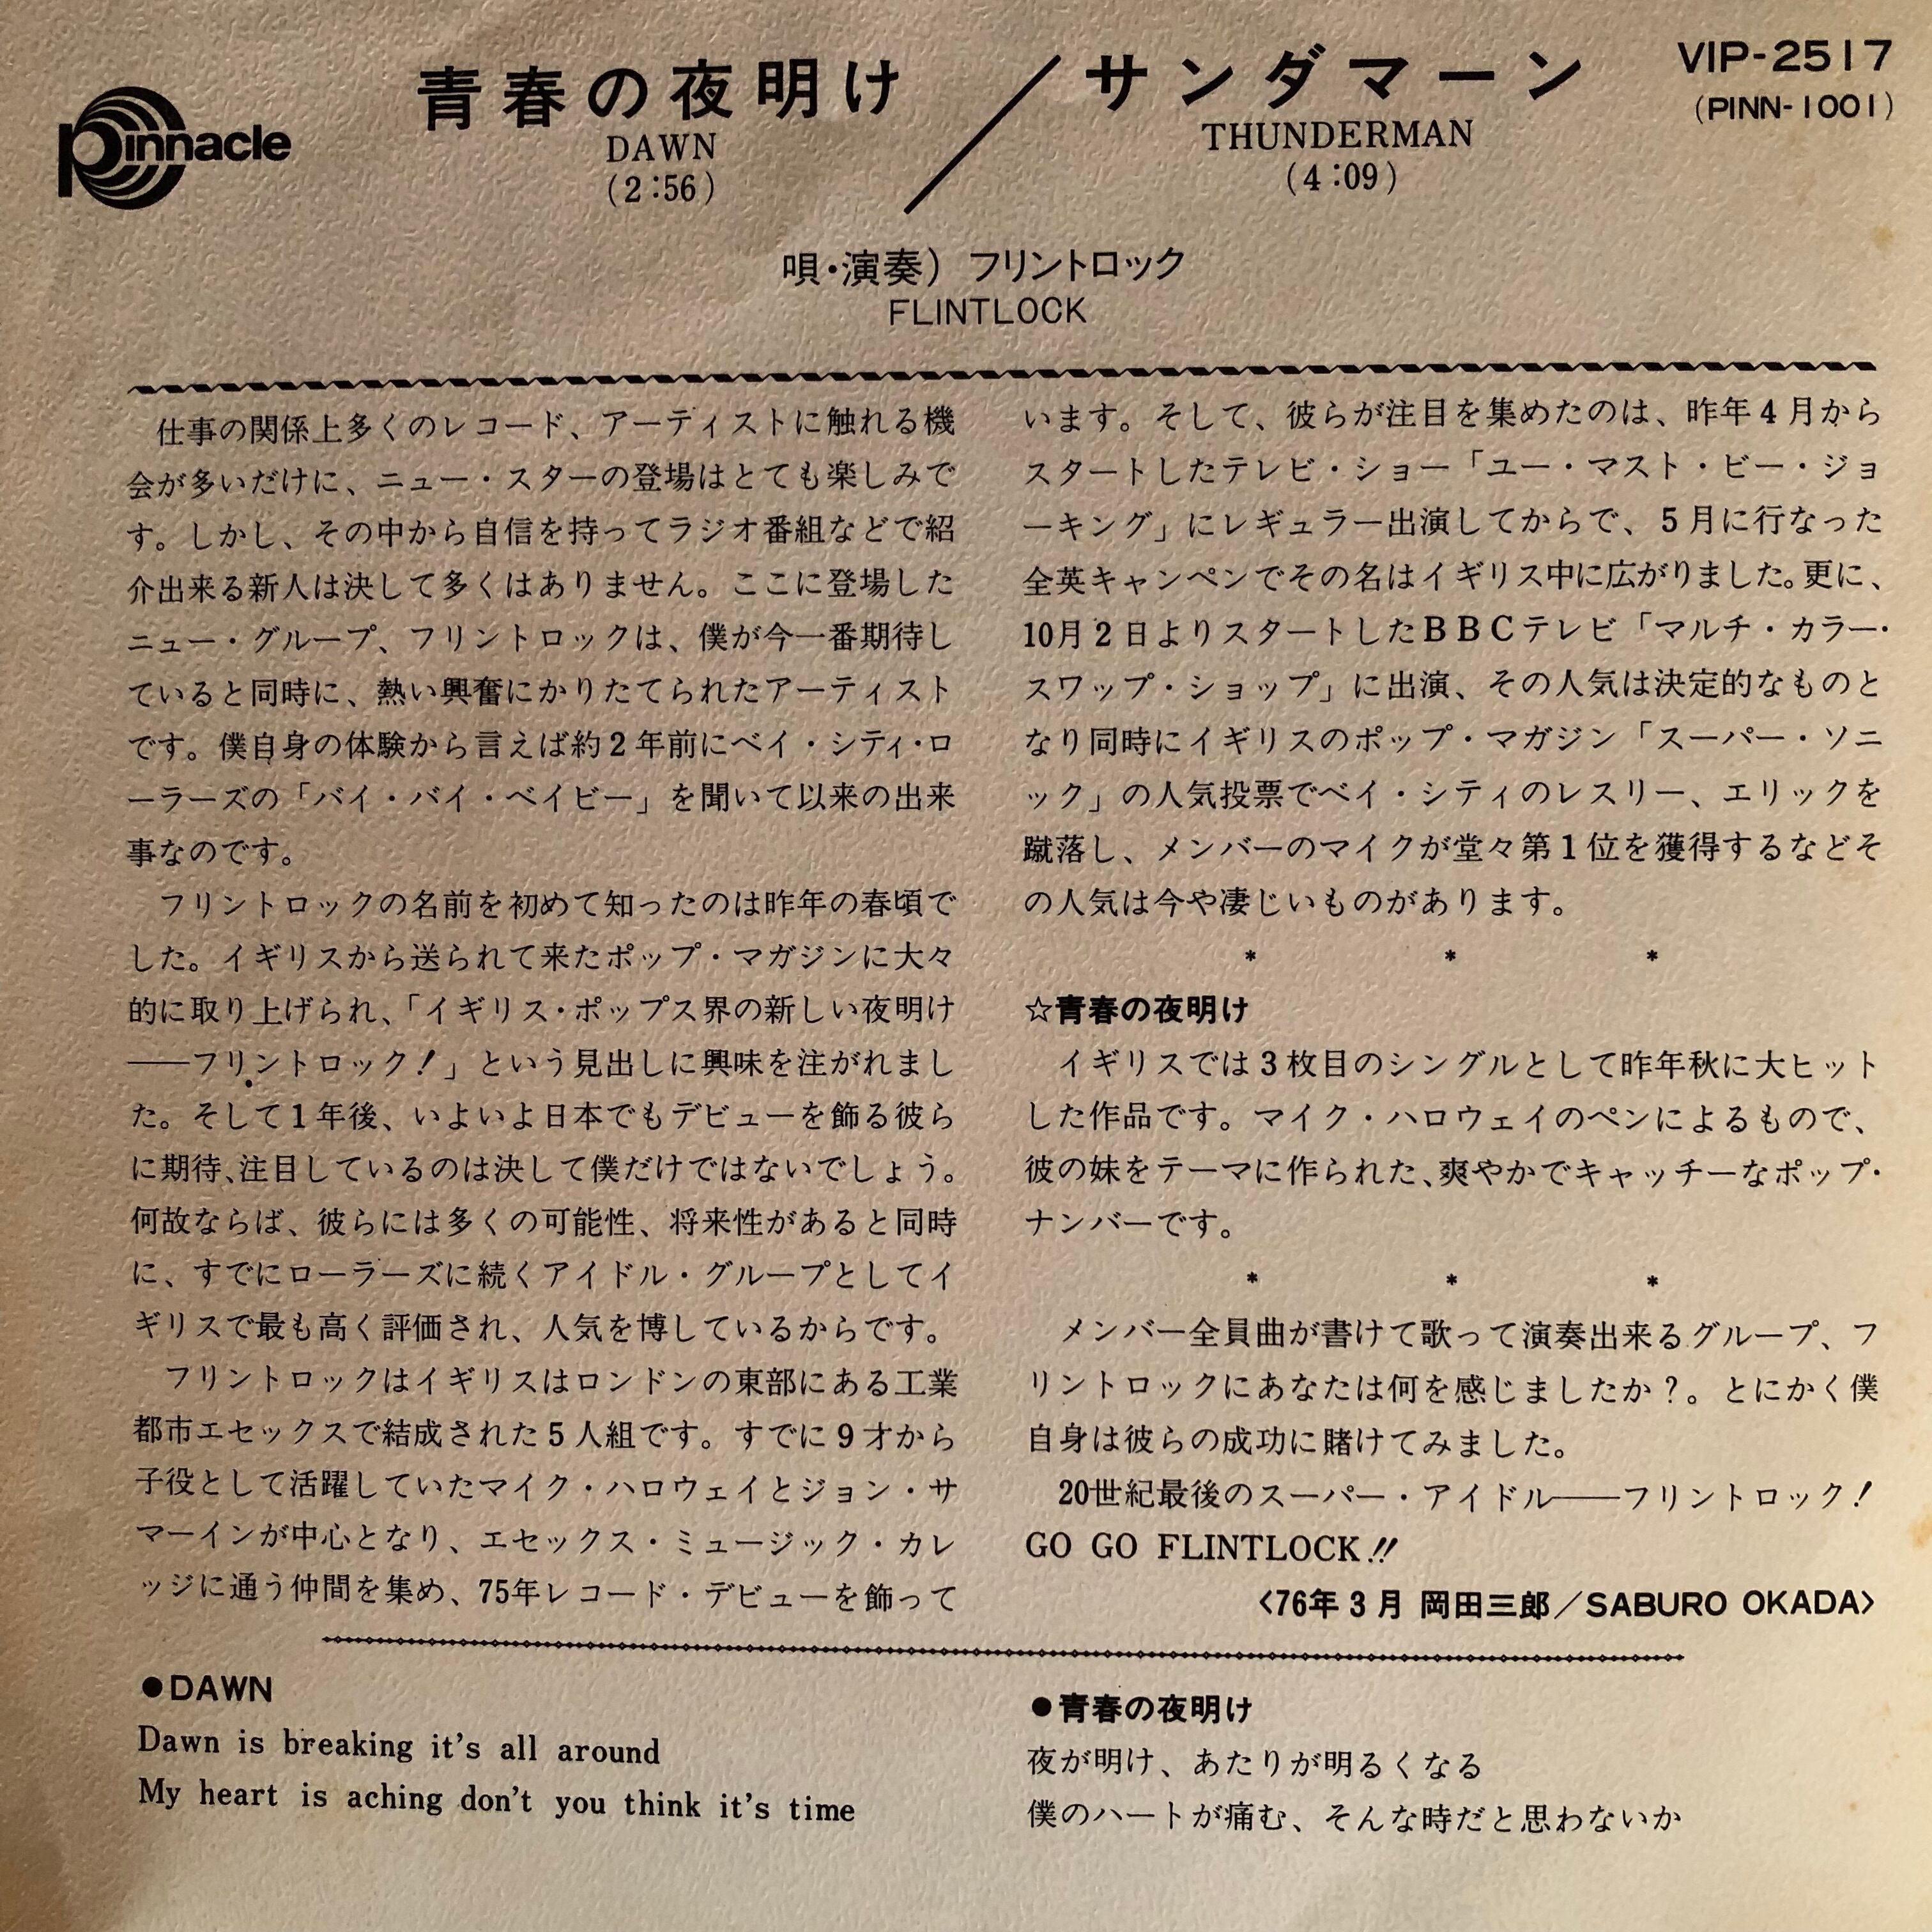 Pinnacle
青春の夜明け／サンダマーン
DAWN
(2:56)
THUNDERMAN
(4:09)
VIP-2517
(PINN-1001)
唄・演奏）フリントロック
FLINTLOCK
仕事の関係上多くのレコード、アーティストに触れる機
会が多いだけに、ニュー・スターの登場はとても楽しみで
す。しかし、その中から自信を持ってラジオ番組などで紹
介出来る新人は決して多くはありません。ここに登場した
ニュー・グループ、フリントロックは、僕が今一番期待し
ていると同時に、熱い興奮にかりたてられたアーティスト
です。僕自身の体験から言えば約2年前にベイ・シティ・ロ
ーラーズの「バイ・バイ・ベイビー」を聞いて以来の出来
事なのです。
フリントロックの名前を初めて知ったのは昨年の春頃で
した。イギリスから送られて来たポップ・マガジンに大々
的に取り上げられ、「イギリス・ポップス界の新しい夜明け
──フリントロック！」という見出しに興味を注がれまし
た。そして1年後、いよいよ日本でもデビューを飾る彼ら
に期待、注目しているのは決して僕だけではないでしょう。
何故ならば、彼らには多くの可能性、将来性があると同時
に、すでにローラーズに続くアイドル・グループとしてイ
ギリスで最も高く評価され、人気を博しているからです。
フリントロックはイギリスはロンドンの東部にある工業
都市エセックスで結成された5人組です。すでに9才から
子役として活躍していたマイク・ハロウェイとジョン・サ
マーインが中心となり、エセックス・ミュージック・カレ
ッジに通う仲間を集め、75年レコード・デビューを飾って
います。そして、彼らが注目を集めたのは、昨年4月から
スタートしたテレビ・ショー「ユー・マスト・ビー・ジョ
ーキング」にレギュラー出演してからで、5月に行なった
全英キャンペンでその名はイギリス中に広がりました。更に、
10月2日よりスタートしたBBCテレビ「マルチ・カラー・
スワップ・ショップ」に出演、その人気は決定的なものと
なり同時にイギリスのポップ・マガジン「スーパー・ソニ
ック」の人気投票でベイ・シティのレスリー、エリックを
蹴落し、メンバーのマイクが堂々第1位を獲得するなどそ
の人気は今や凄じいものがあります。
* * *
☆青春の夜明け
イギリスでは3枚目のシングルとして昨年秋に大ヒット
した作品です。マイク・ハロウェイのペンによるもので、
彼の妹をテーマに作られた、爽やかでキャッチーなポップ・
ナンバーです。
* * *
メンバー全員曲が書けて歌って演奏出来るグループ、フ
リントロックにあなたは何を感じましたか？。とにかく僕
自身は彼らの成功に賭けてみました。
20世紀最後のスーパー・アイドル──フリントロック！
GO GO FLINTLOCK!!
〈76年3月 岡田三郎／SABURO OKADA〉
●DAWN
Dawn is breaking it's all around
My heart is aching don't you think it's time
●青春の夜明け
夜が明け、あたりが明るくなる
僕のハートが痛む、そんな時だと思わないか